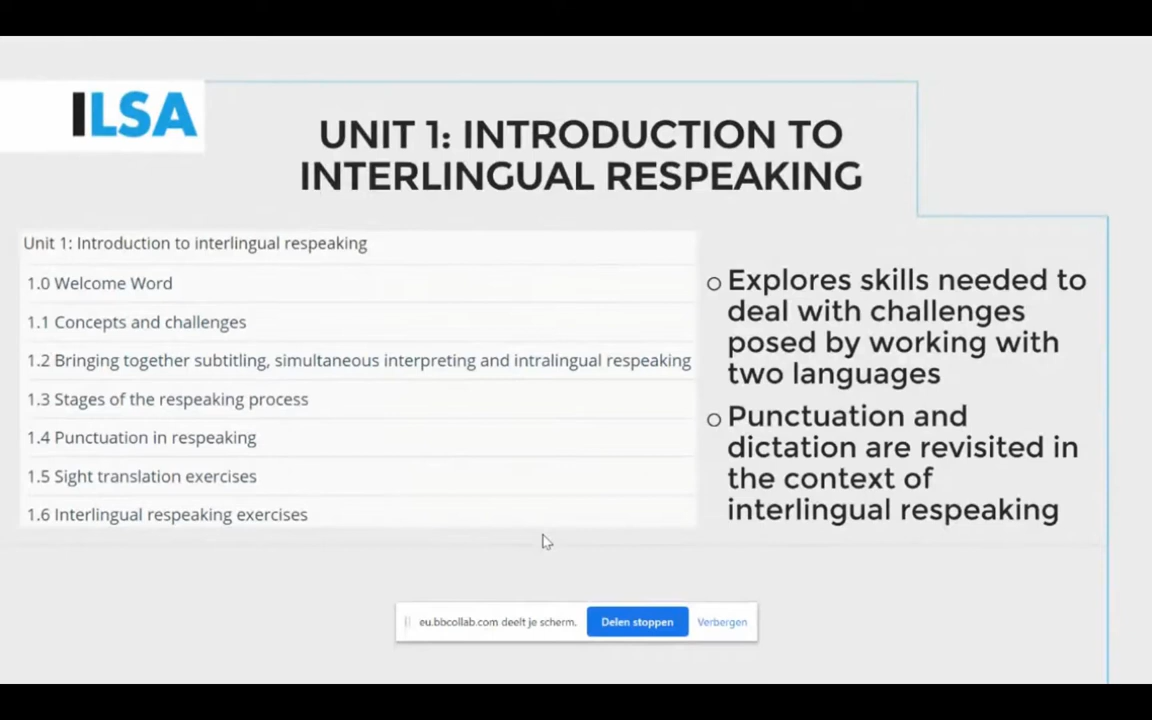 ILSA
UNIT 1: INTRODUCTION TO
INTERLINGUAL RESPEAKING
Unit 1: Introduction to interlingual respeaking
1.0 Welcome Word
1.1 Concepts and challenges
1.2 Bringing together subtitling, simultaneous interpreting and intralingual respeaking
1.3 Stages of the respeaking process
1.4 Punctuation in respeaking
1.5 Sight translation exercises
1.6 Interlingual respeaking exercises
Explores skills needed to
deal with challenges
posed by working with
two languages
Punctuation and
dictation are revisited in
the context of
interlingual respeaking
eu.bbcollab.com deelt je scherm.
Delen stoppen
Verbergen